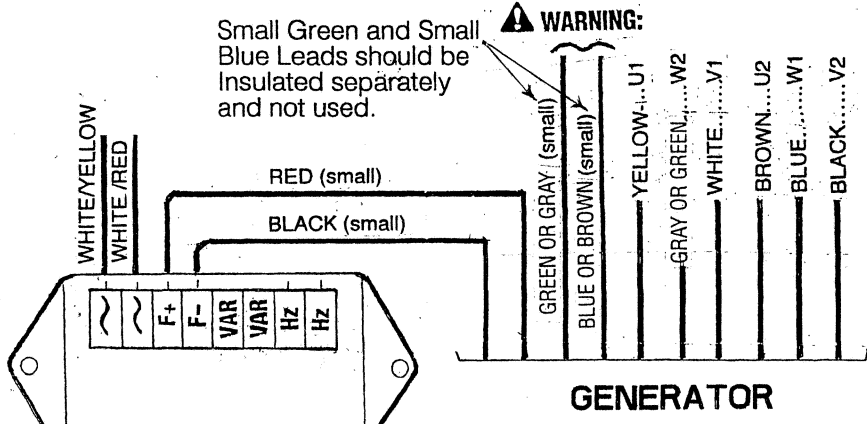 Small Green and Small
Blue Leads should be
Insulated separately
and not used.
WARNING:
WHITE/YELLOW
WHITE /RED
RED (small)
BLACK (small)
GREEN OR GRAY (small)
BLUE OR BROWN (small)
YELLOW....U1
GRAY OR GREEN......W2
WHITE......V1
BROWN....U2
BLUE........W1
BLACK......V2
~
~
F+
F-
VAR
VAR
Hz
Hz
GENERATOR